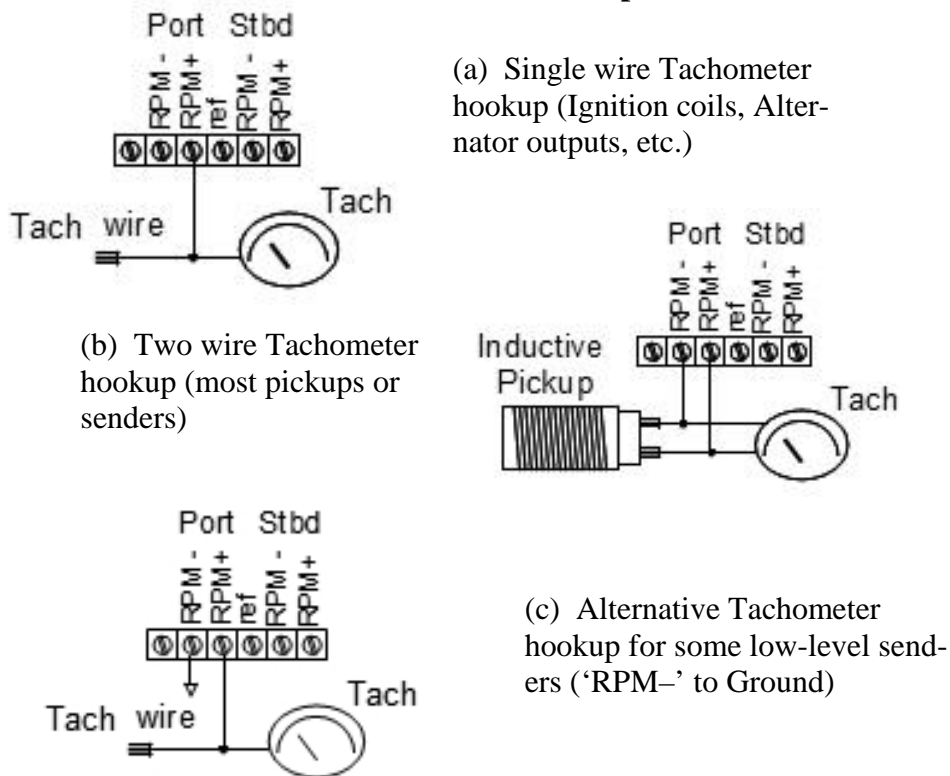 Port Stbd
RPM -
RPM+
ref
RPM -
RPM+
Tach wire
Tach
(a) Single wire Tachometer
hookup (Ignition coils, Alter-
nator outputs, etc.)
(b) Two wire Tachometer
hookup (most pickups or
senders)
Port Stbd
RPM -
RPM+
ref
RPM -
RPM+
Inductive
Pickup
Tach
Port Stbd
RPM -
RPM+
ref
RPM -
RPM+
Tach wire
Tach
(c) Alternative Tachometer
hookup for some low-level send-
ers (‘RPM–’ to Ground)